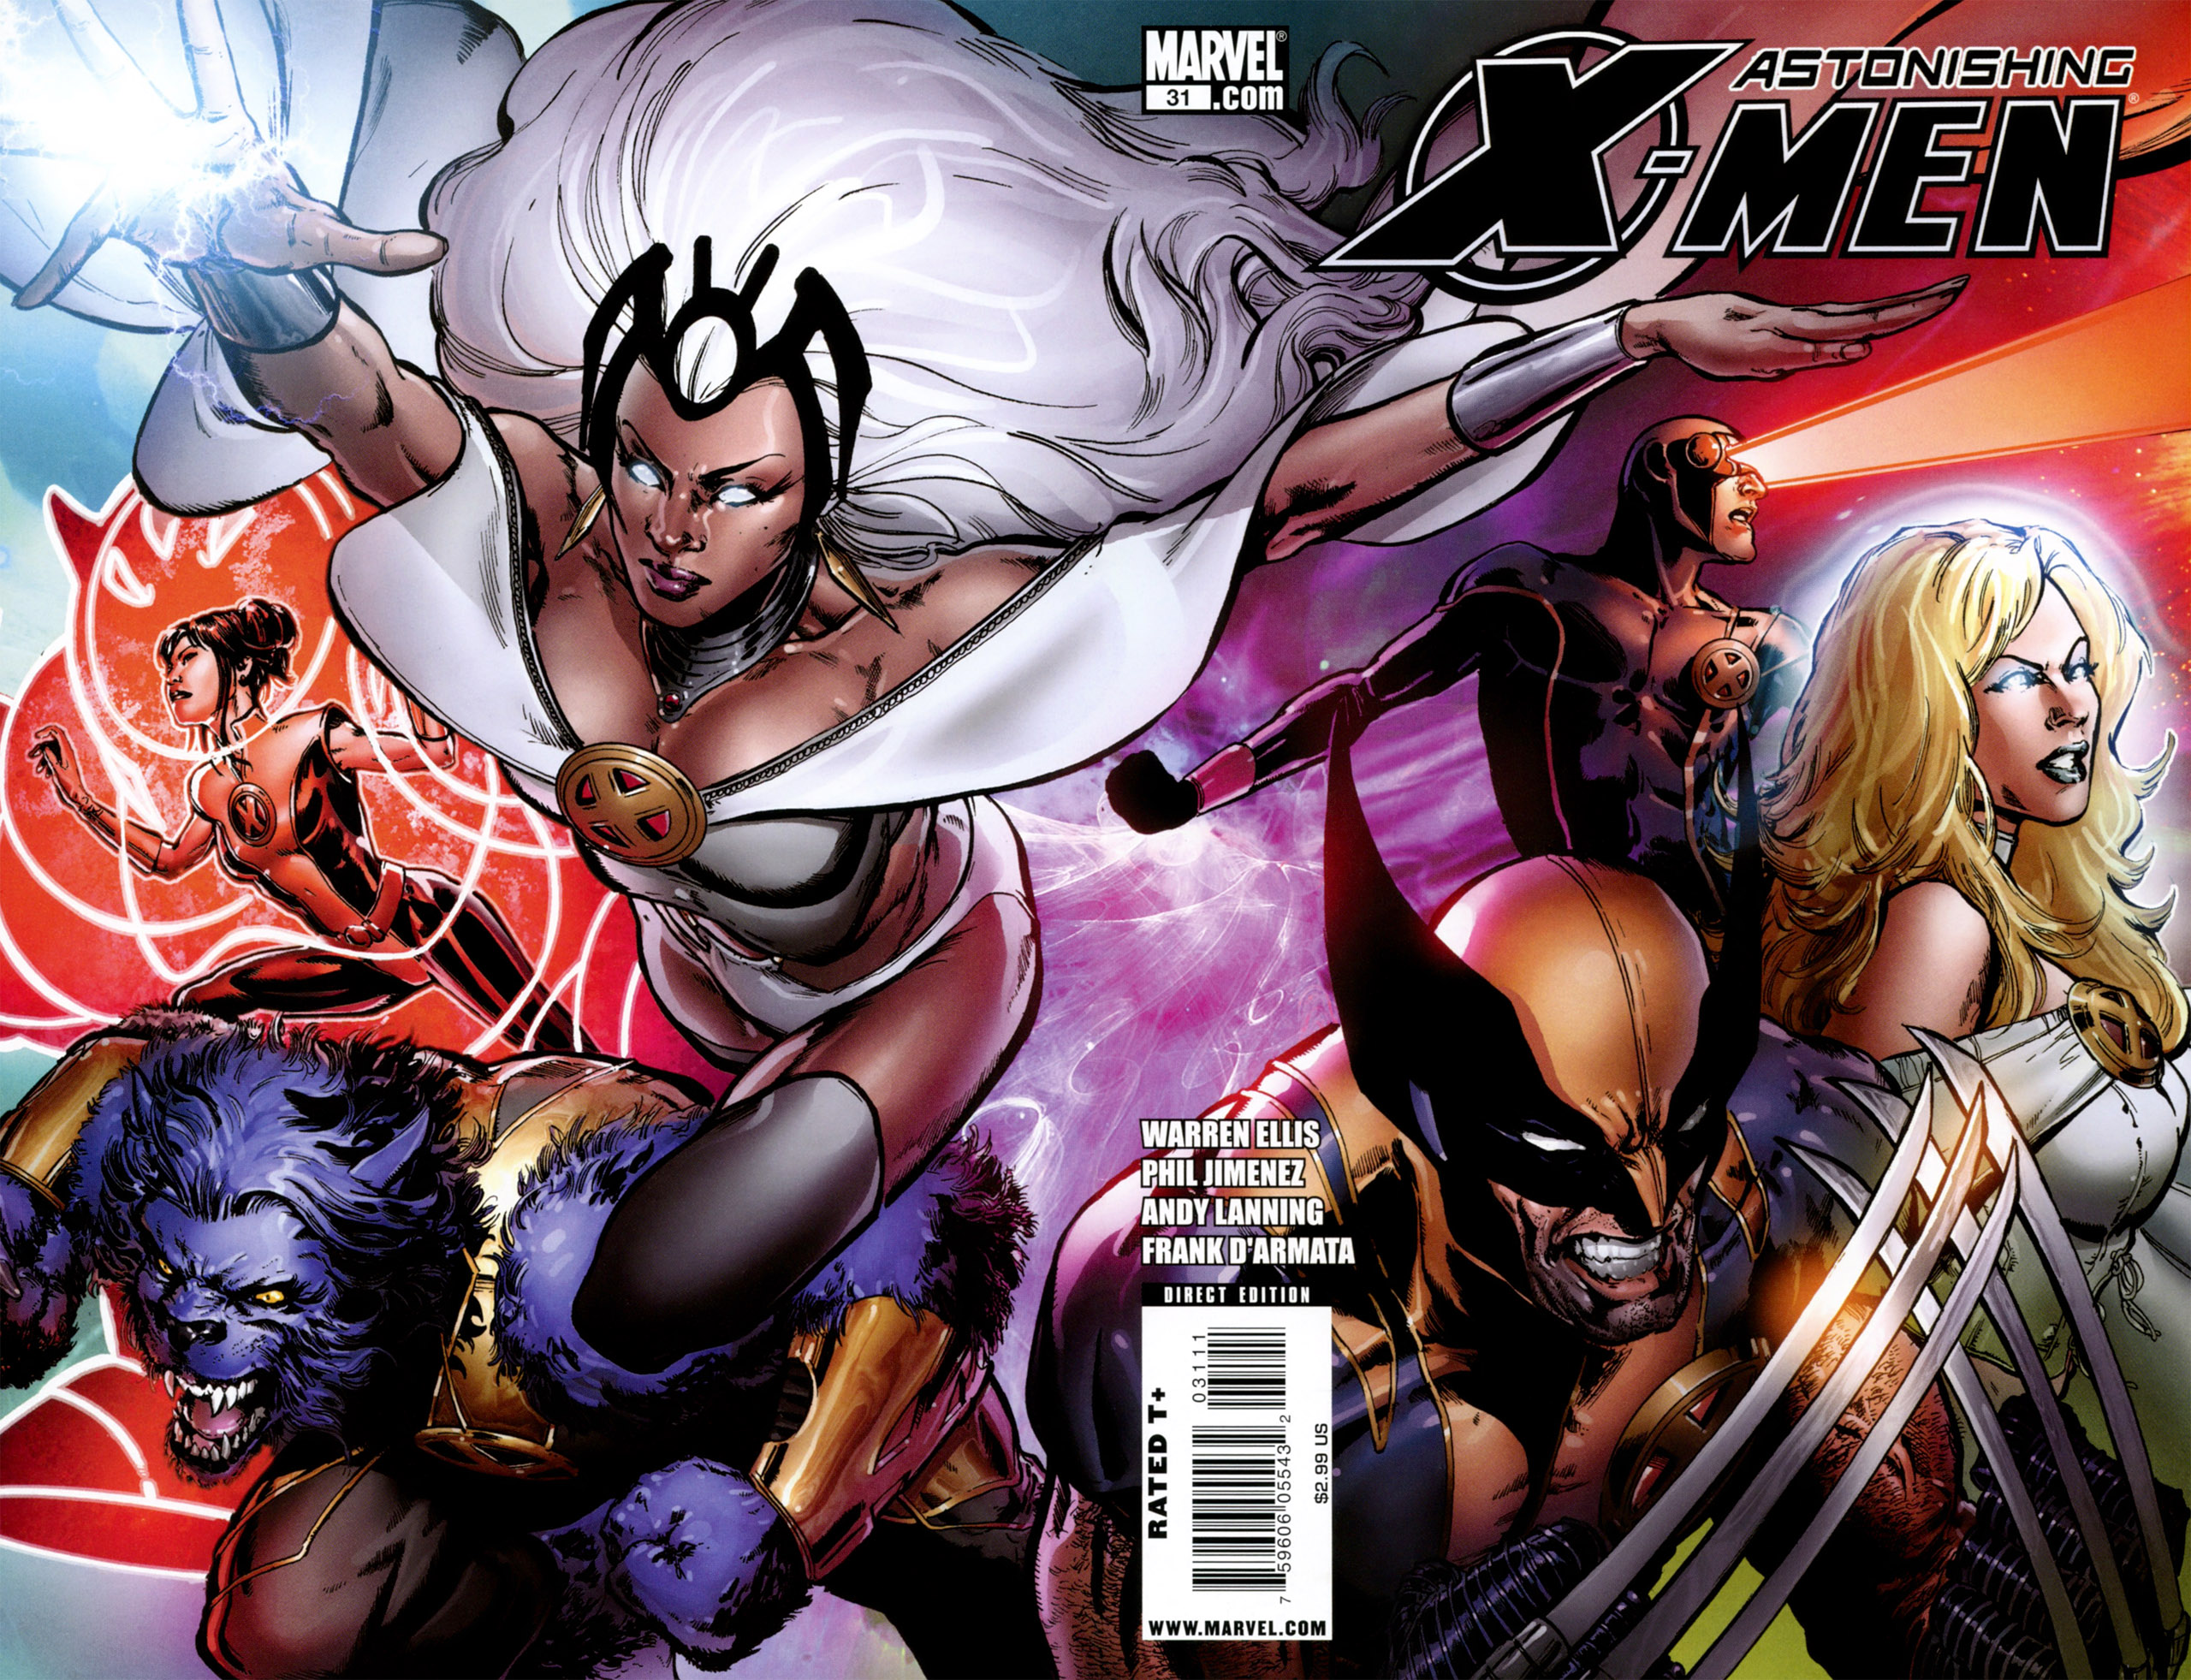 MARVEL®
31 .com
ASTONISHING
X-MEN®
WARREN ELLIS
PHIL JIMENEZ
ANDY LANNING
FRANK D'ARMATA
DIRECT EDITION
RATED T+
03111
7 59606 05543 2
$2.99 US
WWW.MARVEL.COM